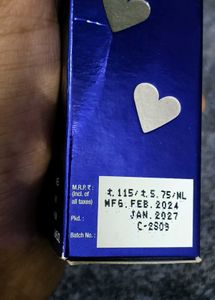 M.R.P. ₹ :
(Incl. of
all taxes)
₹.115/₹.5.75/ML
MFG.FEB.2024
Pkd. :
JAN.2027
Batch No. :
C-2S09